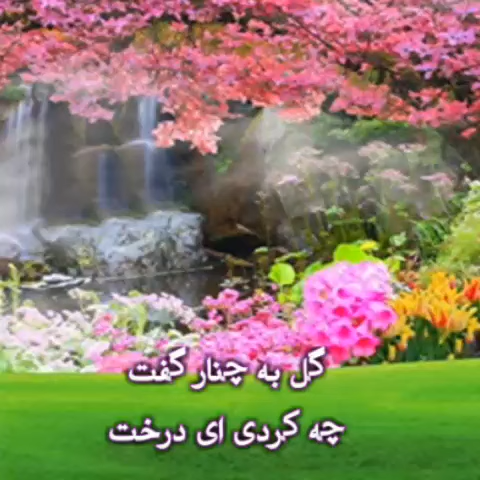 گل به چنار گفت
چه کردی ای درخت